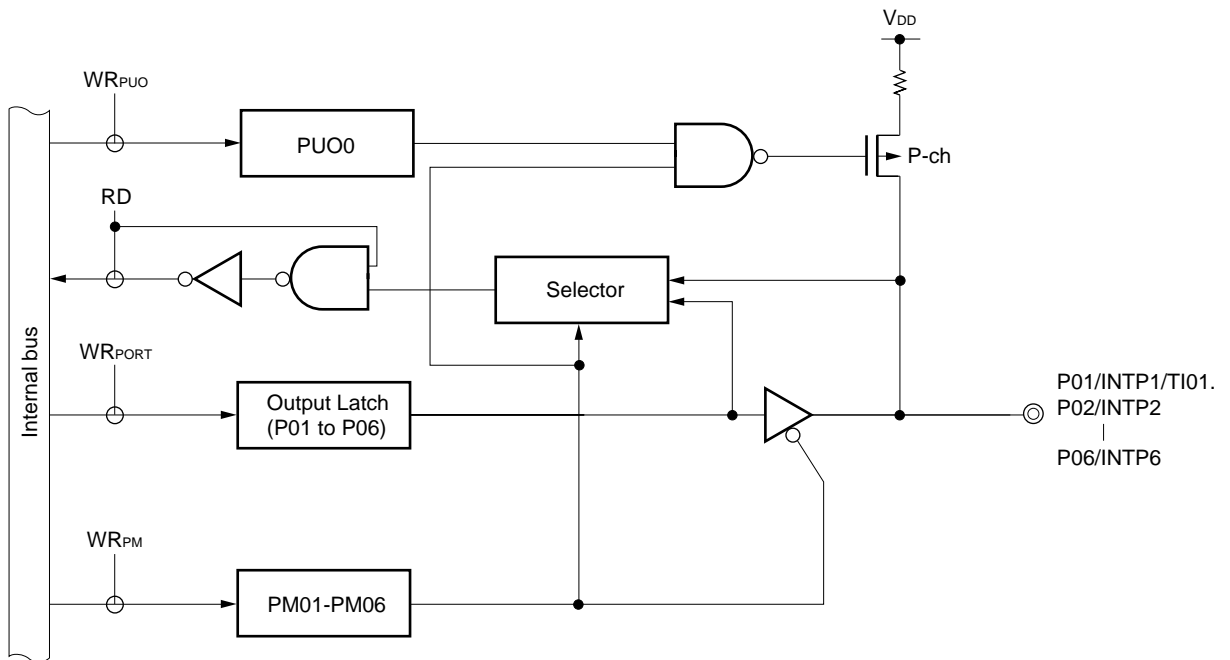 VDD
WRPUO
PUO0
P-ch
RD
Selector
Internal bus
WRPORT
Output Latch
(P01 to P06)
P01/INTP1/TI01.
P02/INTP2
P06/INTP6
WRPM
PM01-PM06